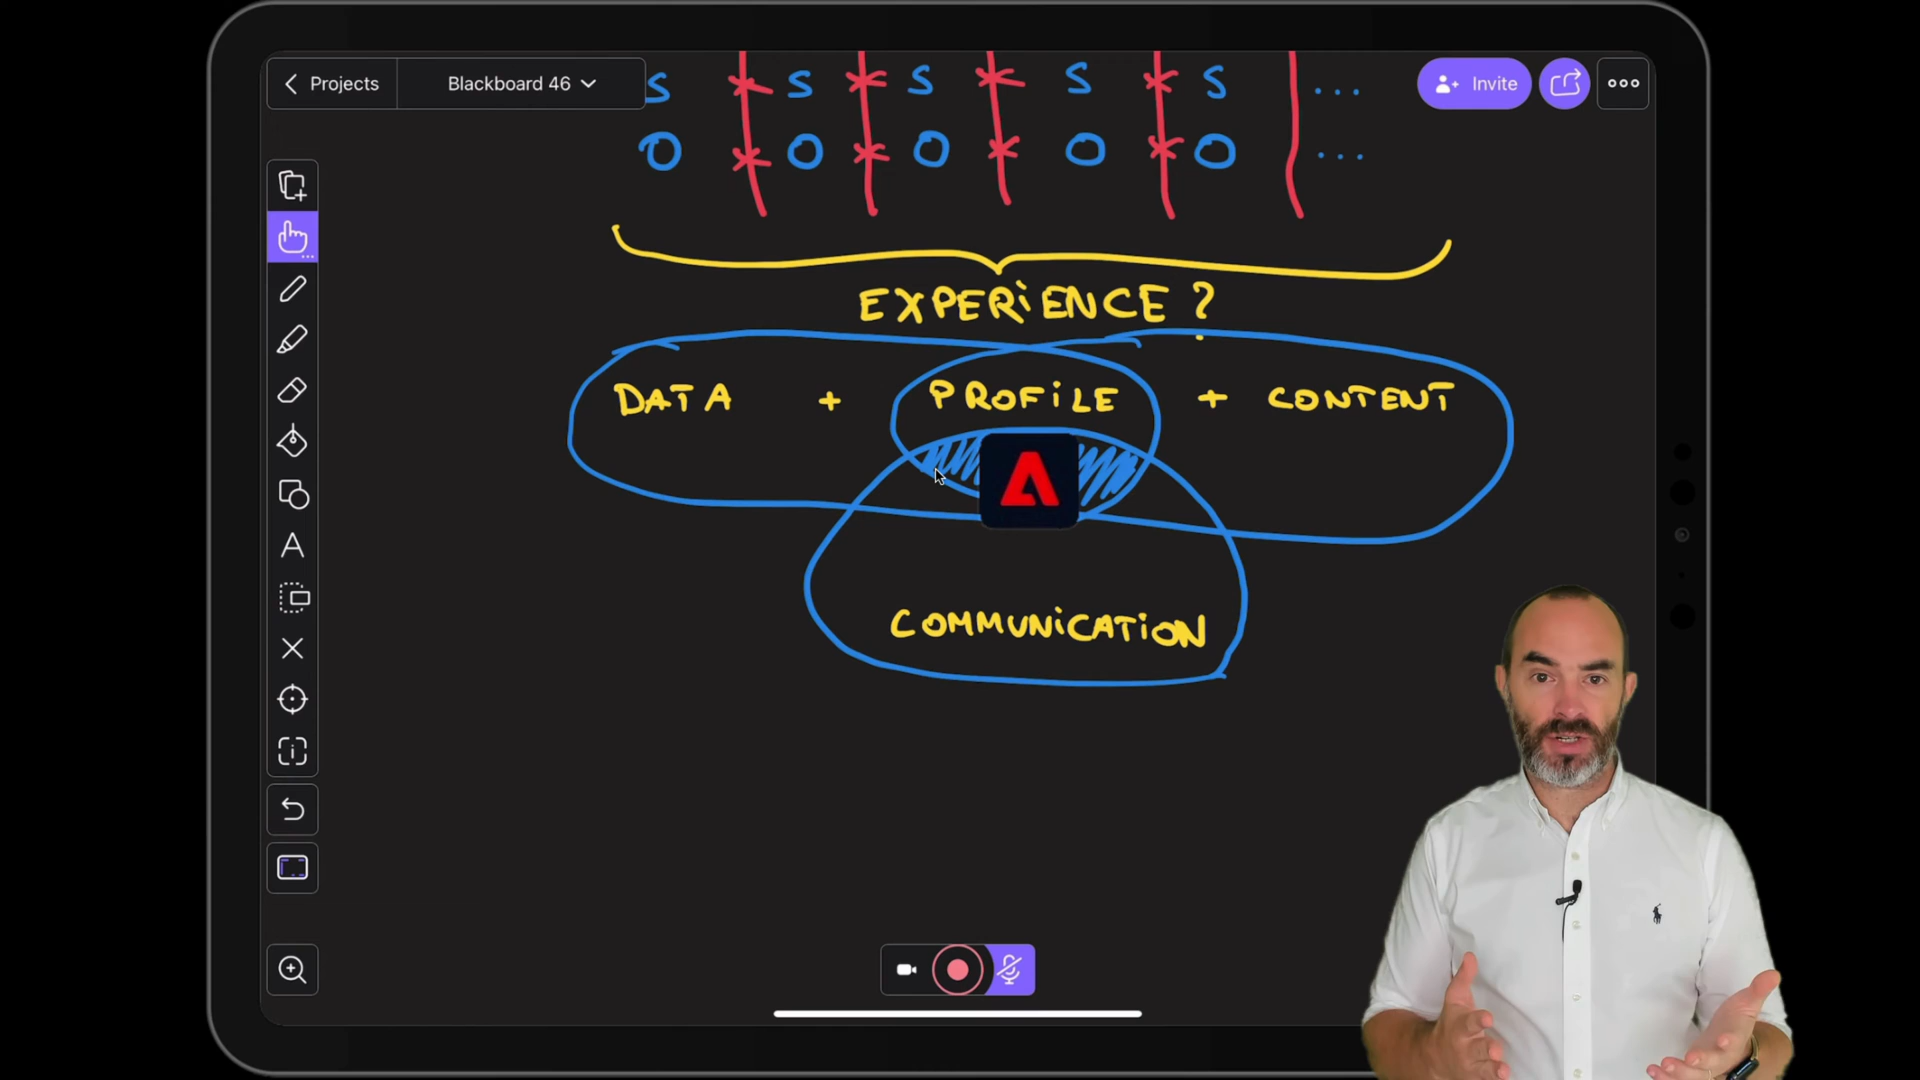 Projects
Blackboard 46
S S S S S ...
Invite
O O O O O ...
EXPERiENCE ?
DATA + PROFiLE + CONTENT
COMMUNiCATiON